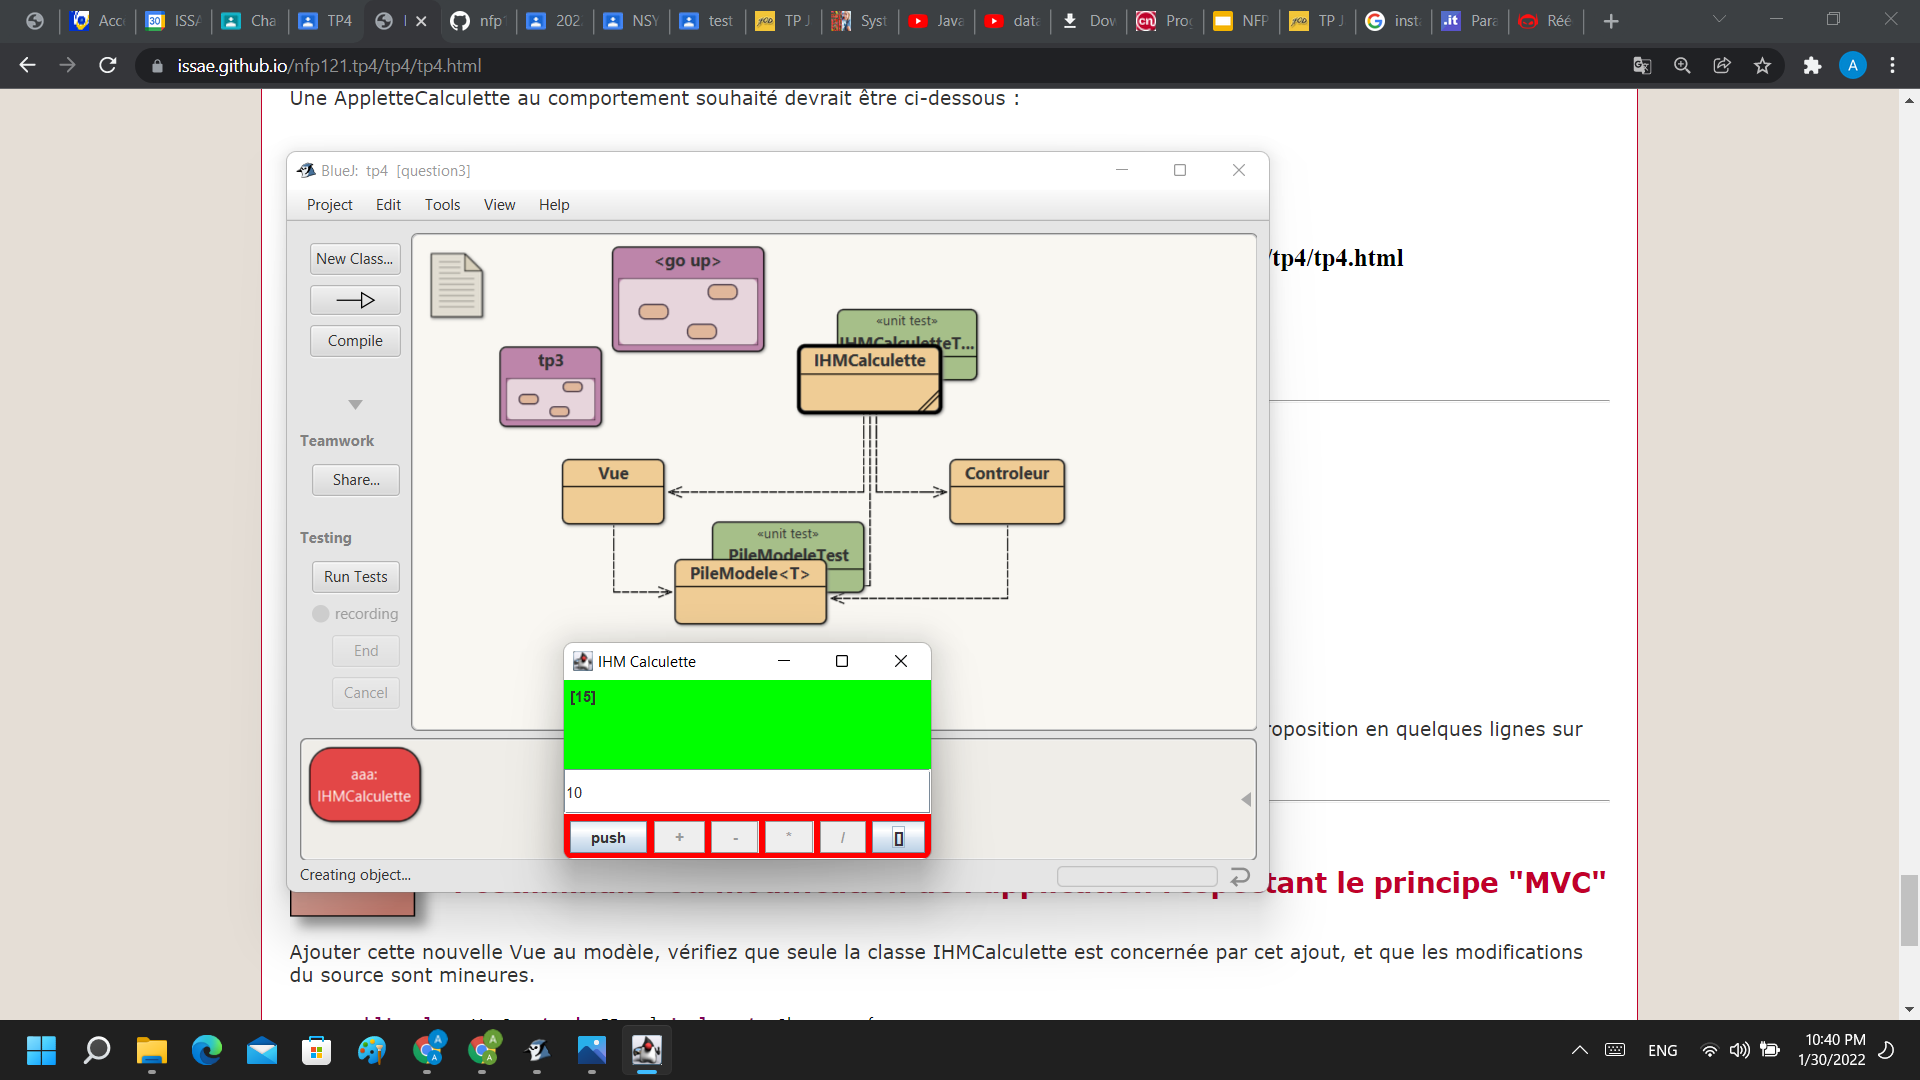 Acc
ISSA
Cha
TP4
nfp
202
NSY
test
TP J
Syst
Java
data
Dov
Pro
NFP
TP J
inst
Para
Réé
issae.github.io/nfp121.tp4/tp4/tp4.html
A
Une AppletteCalculette au comportement souhaité devrait être ci-dessous :
BlueJ: tp4 [question3]
Project Edit Tools View Help
New Class...
Compile
Teamwork
Share...
Testing
Run Tests
recording
End
Cancel
<go up>
tp3
«unit test»
IHMCalculetteT...
IHMCalculette
Vue
Controleur
«unit test»
PileModeleTest
PileModele<T>
/tp4/tp4.html
IHM Calculette
[15]
10
push + - * / []
roposition en quelques lignes sur
aaa:
IHMCalculette
Creating object...
tant le principe "MVC"
Ajouter cette nouvelle Vue au modèle, vérifiez que seule la classe IHMCalculette est concernée par cet ajout, et que les modifications
du source sont mineures.
ENG
10:40 PM
1/30/2022